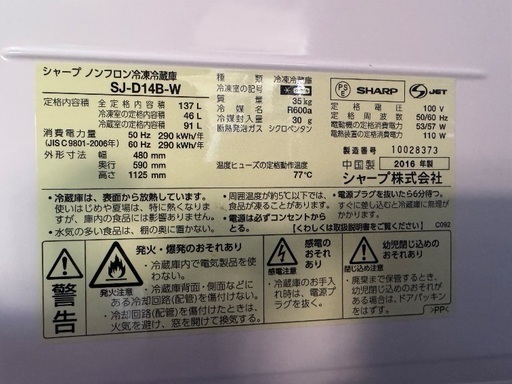 シャープ ノンフロン冷凍冷蔵庫
SJ-D14B-W
定格内容積 全定格内容積 137 L
冷凍室の定格内容積 46 L
冷蔵室の定格内容積 91 L
消費電力量 50 Hz 290 kWh/年
(JIS C 9801-2006年) 60 Hz 290 kWh/年
外形寸法 幅 480 mm
奥行 590 mm
高さ 1125 mm
種類 冷凍冷蔵庫
冷凍室の記号
質量 35 kg
冷媒 R600a
冷媒封入量 30 g
断熱発泡ガス シクロペンタン
温度ヒューズの定格動作温度
77℃
PS
E
SHARP
JET
定格電圧 100 V
定格周波数 50/60 Hz
電動機の定格消費電力 53/57 W
電熱装置の定格消費電力 110 W
製造番号 10028373
中国製 2016 年製
シャープ株式会社
・冷蔵庫は、表面から放熱しています。
使いはじめや夏場は、特に熱く感じられま
すが、庫内の食品には影響ありません。
・水気の多い食品は、棚の奥に置かない。
・周囲温度が約5℃以下では、
食品が凍ることがあります。
・電源は必ずコンセントから
とる。
・電源プラグを抜いたら6分待つ。
すぐに差し込むと冷蔵庫に無理が
かかります。
【くわしくは取扱説明書をご覧ください】 C092
警告
発火・爆発のおそれあり
・冷蔵庫内で電気製品を使
わない。
・冷蔵庫背面・側面などに
ある冷却回路(配管)を傷付けない。
・冷却回路(配管)を傷付けたときは、
火気を避け、窓を開けて換気する。
感電注意
感電の
おそれ
あり
・冷蔵庫のお手
入れ時は、電源
プラグを抜く。
注意
幼児閉じ込めの
おそれあり
・廃棄まで保管するとき、
幼児閉じ込めのおそれが
ある場合は、ドアパッキン
をはずす。
>PP<